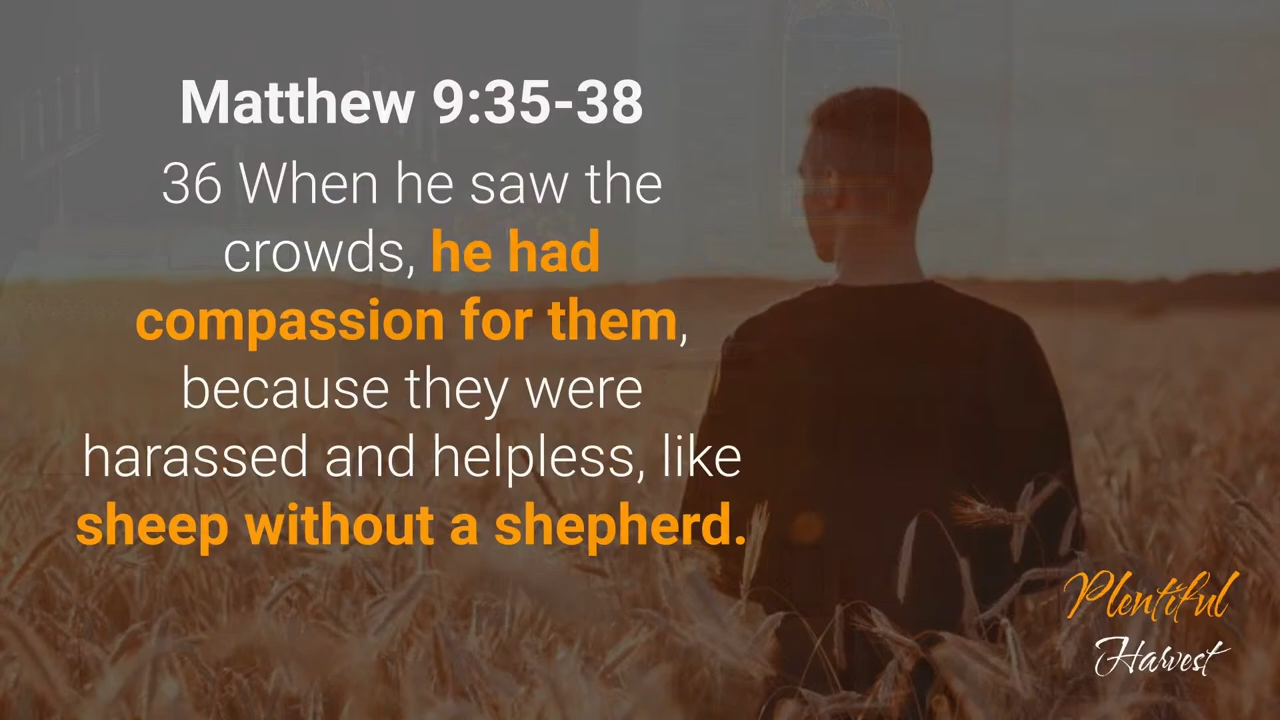 Matthew 9:35-38
36 When he saw the
crowds, he had
compassion for them,
because they were
harassed and helpless, like
sheep without a shepherd.
Plentiful
Harvest